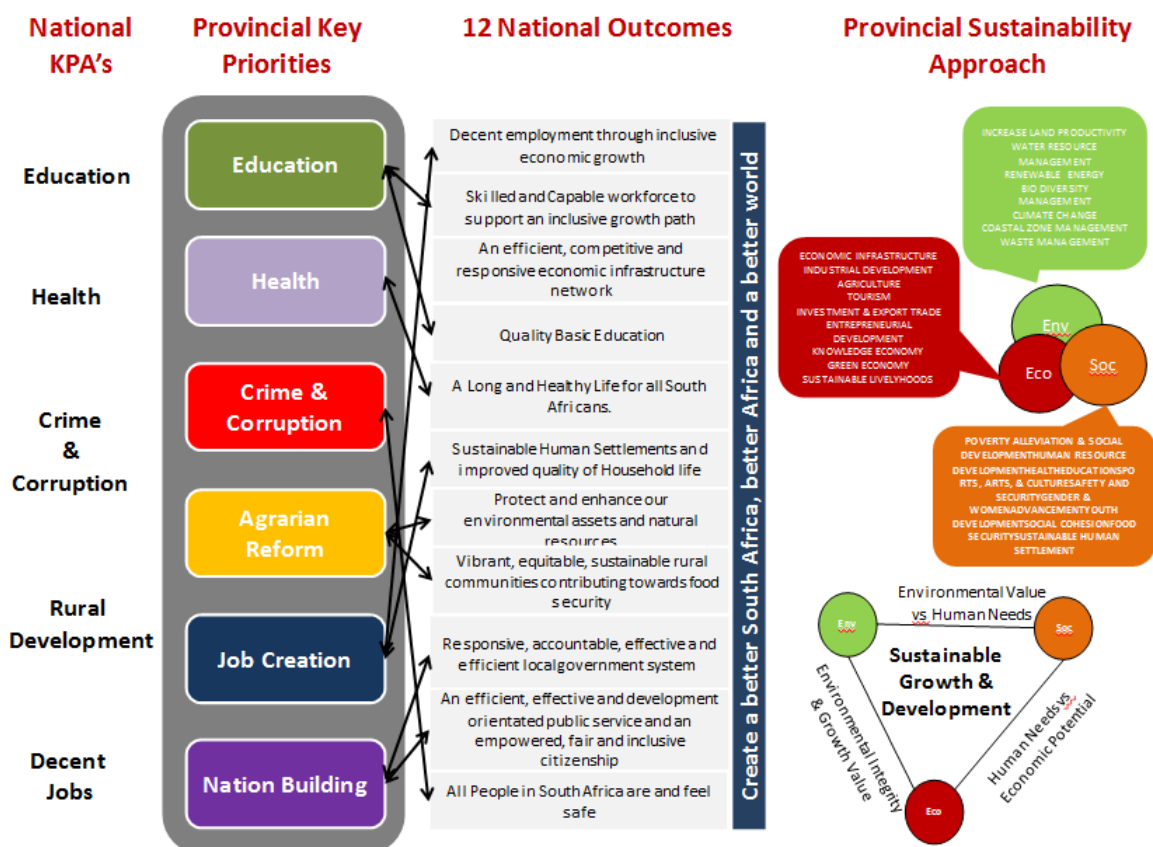 National
KPA's
Provincial Key
Priorities
12 National Outcomes
Provincial Sustainability
Approach
Education
Health
Crime
&
Corruption
Rural
Development
Decent
Jobs
Education
Health
Crime &
Corruption
Agrarian
Reform
Job Creation
Nation Building
Decent employment through inclusive
economic growth
Skilled and Capable workforce to
support an inclusive growth path
An efficient, competitive and
responsive economic infrastructure
network
Quality Basic Education
A Long and Healthy Life for all South
Africans.
Sustainable Human Settlements and
improved quality of Household life
Protect and enhance our
environmental assets and natural
resources
Vibrant, equitable, sustainable rural
communities contributing towards food
security
Responsive, accountable, effective and
efficient local government system
An efficient, effective and development
orientated public service and an
empowered, fair and inclusive
citizenship
All People in South Africa are and feel
safe
Create a better South Africa, better Africa and a better world
INCREASE LAND PRODUCTIVITY
WATER RESOURCE
MANAGEMENT
RENEWABLE ENERGY
BIO DIVERSITY
MANAGEMENT
CLIMATE CHANGE
COASTAL ZONE MANAGEMENT
WASTE MANAGEMENT
ECONOMIC INFRASTRUCTURE
INDUSTRIAL DEVELOPMENT
AGRICULTURE
TOURISM
INVESTMENT & EXPORT TRADE
ENTREPRENEURIAL
DEVELOPMENT
KNOWLEDGE ECONOMY
GREEN ECONOMY
SUSTAINABLE LIVELYHOODS
Env
Eco
Soc
POVERTY ALLEVIATION & SOCIAL
DEVELOPMENTHUMAN RESOURCE
DEVELOPMENTHEALTHEDUCATIONSPO
RTS, ARTS, & CULTURESAFETY AND
SECURITYGENDER &
WOMENADVANCEMENTYOUTH
DEVELOPMENTSOCIAL COHESIONFOOD
SECURITYSUSTAINABLE HUMAN
SETTLEMENT
Environmental Value
vs Human Needs
Env
Soc
Sustainable
Growth &
Development
Environmental Integrity
& Growth Value
Human Needs vs
Economic Potential
Eco